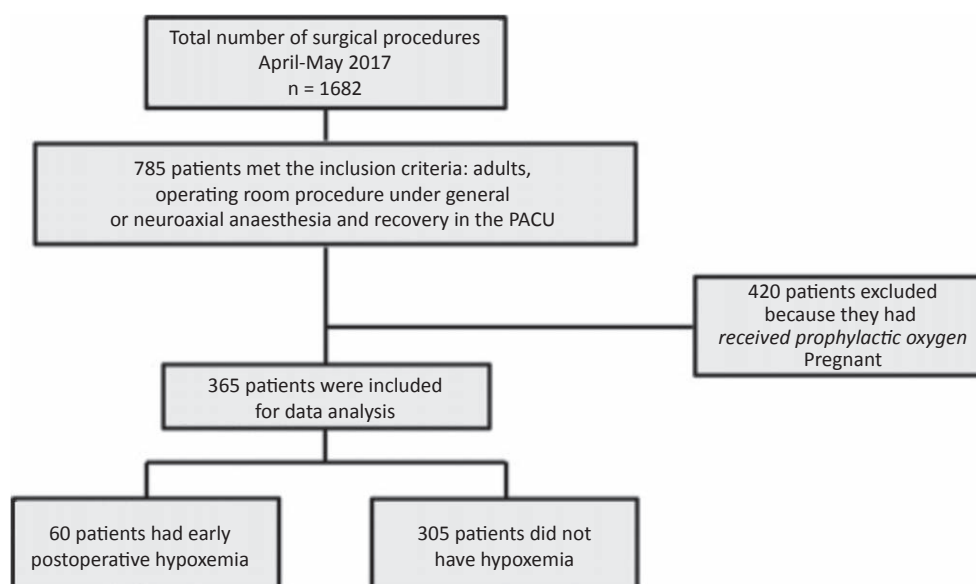 Total number of surgical procedures
April-May 2017
n = 1682
785 patients met the inclusion criteria: adults,
operating room procedure under general
or neuroaxial anaesthesia and recovery in the PACU
420 patients excluded
because they had
received prophylactic oxygen
Pregnant
365 patients were included
for data analysis
60 patients had early
postoperative hypoxemia
305 patients did not
have hypoxemia